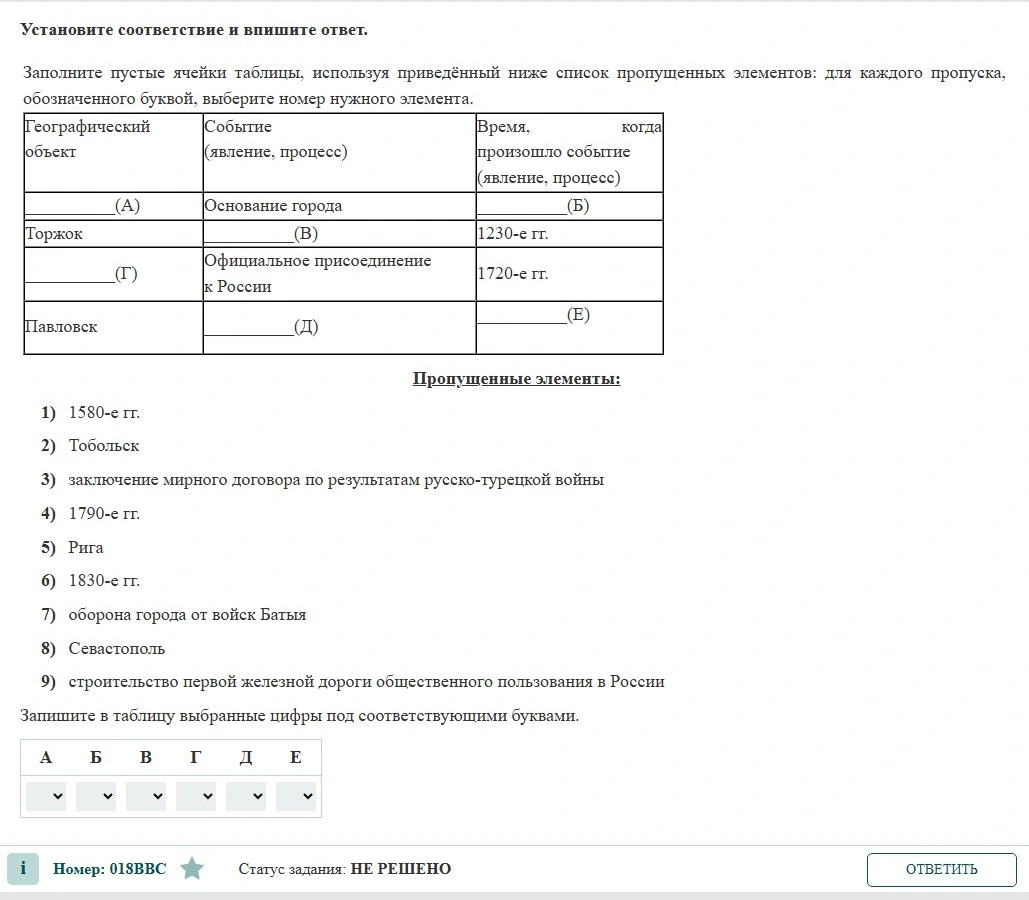 Установите соответствие и впишите ответ.
Заполните пустые ячейки таблицы, используя приведённый ниже список пропущенных элементов: для каждого пропуска,
обозначенного буквой, выберите номер нужного элемента.
Географический объект
Событие (явление, процесс)
Время, когда произошло событие (явление, процесс)
__________(А)
Основание города
__________(Б)
Торжок
__________(В)
1230-е гг.
__________(Г)
Официальное присоединение к России
1720-е гг.
Павловск
__________(Д)
__________(Е)
Пропущенные элементы:
1) 1580-е гг.
2) Тобольск
3) заключение мирного договора по результатам русско-турецкой войны
4) 1790-е гг.
5) Рига
6) 1830-е гг.
7) оборона города от войск Батыя
8) Севастополь
9) строительство первой железной дороги общественного пользования в России
Запишите в таблицу выбранные цифры под соответствующими буквами.
А Б В Г Д Е
i Номер: 018BBC Статус задания: НЕ РЕШЕНО ОТВЕТИТЬ